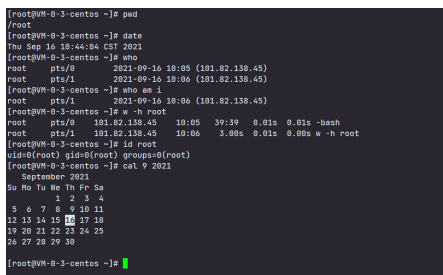 [root@VM-0-3-centos ~]# pwd
/root
[root@VM-0-3-centos ~]# date
Thu Sep 16 10:44:04 CST 2021
[root@VM-0-3-centos ~]# who
root     pts/0        2021-09-16 10:05 (101.82.138.45)
root     pts/1        2021-09-16 10:06 (101.82.138.45)
[root@VM-0-3-centos ~]# who am i
root     pts/1        2021-09-16 10:06 (101.82.138.45)
[root@VM-0-3-centos ~]# w -h root
root     pts/0    101.82.138.45    10:05   39:39   0.01s  0.01s -bash
root     pts/1    101.82.138.45    10:06    3.00s  0.01s  0.00s w -h root
[root@VM-0-3-centos ~]# id root
uid=0(root) gid=0(root) groups=0(root)
[root@VM-0-3-centos ~]# cal 9 2021
   September 2021
Su Mo Tu We Th Fr Sa
          1  2  3  4
 5  6  7  8  9 10 11
12 13 14 15 16 17 18
19 20 21 22 23 24 25
26 27 28 29 30
[root@VM-0-3-centos ~]#